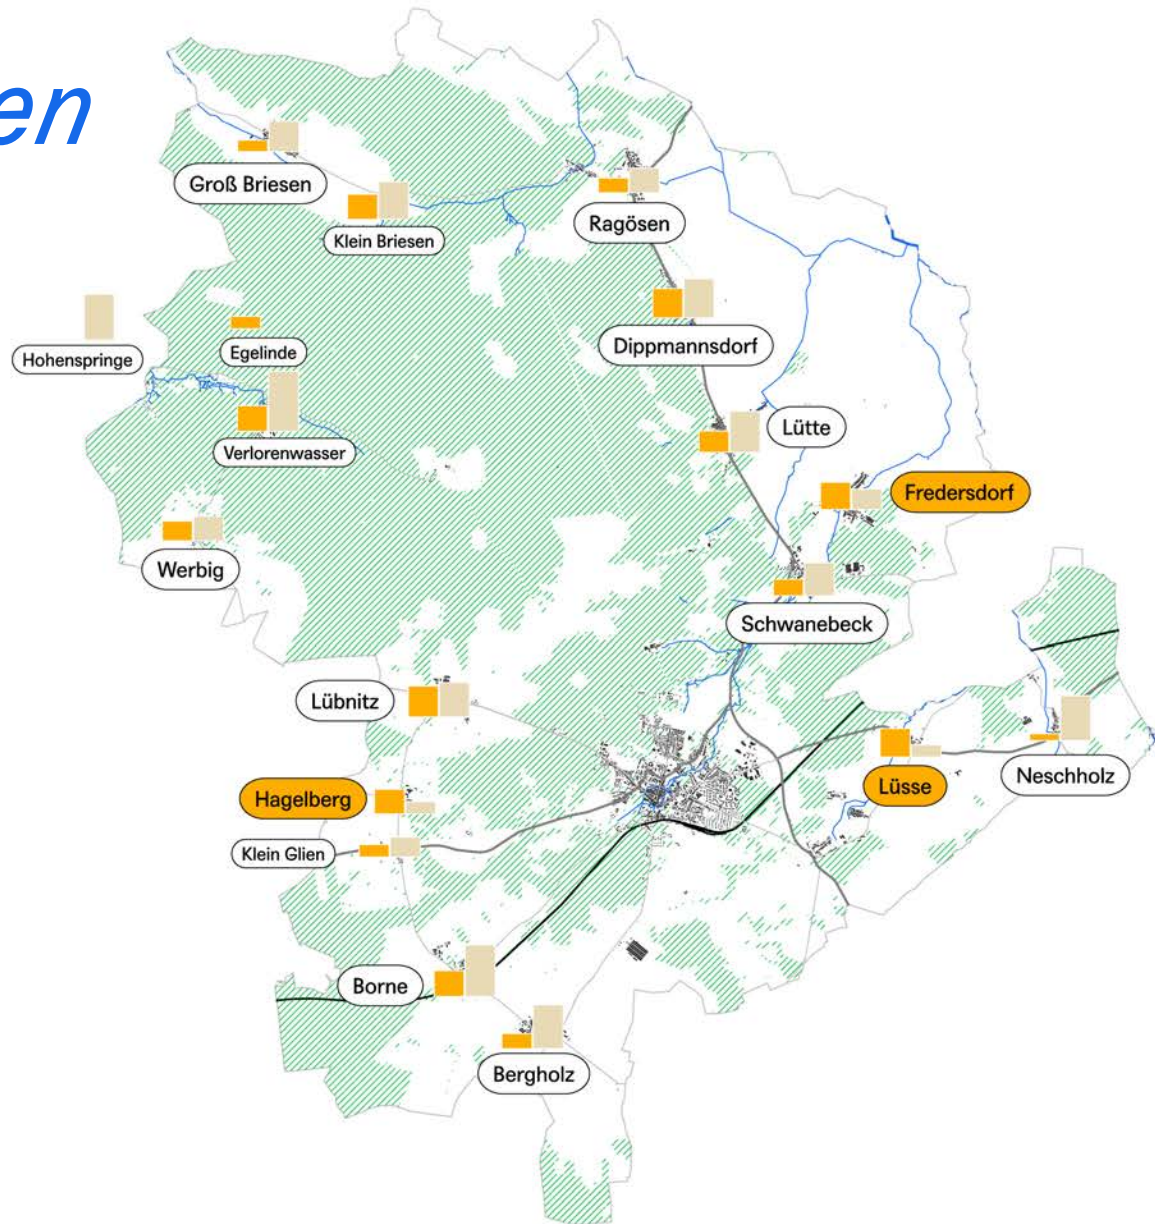 en
Groß Briesen
Klein Briesen
Ragösen
Hohenspringe
Egelinde
Dippmannsdorf
Verlorenwasser
Lütte
Fredersdorf
Werbig
Schwanebeck
Lübnitz
Hagelberg
Lüsse
Neschholz
Klein Glien
Borne
Bergholz